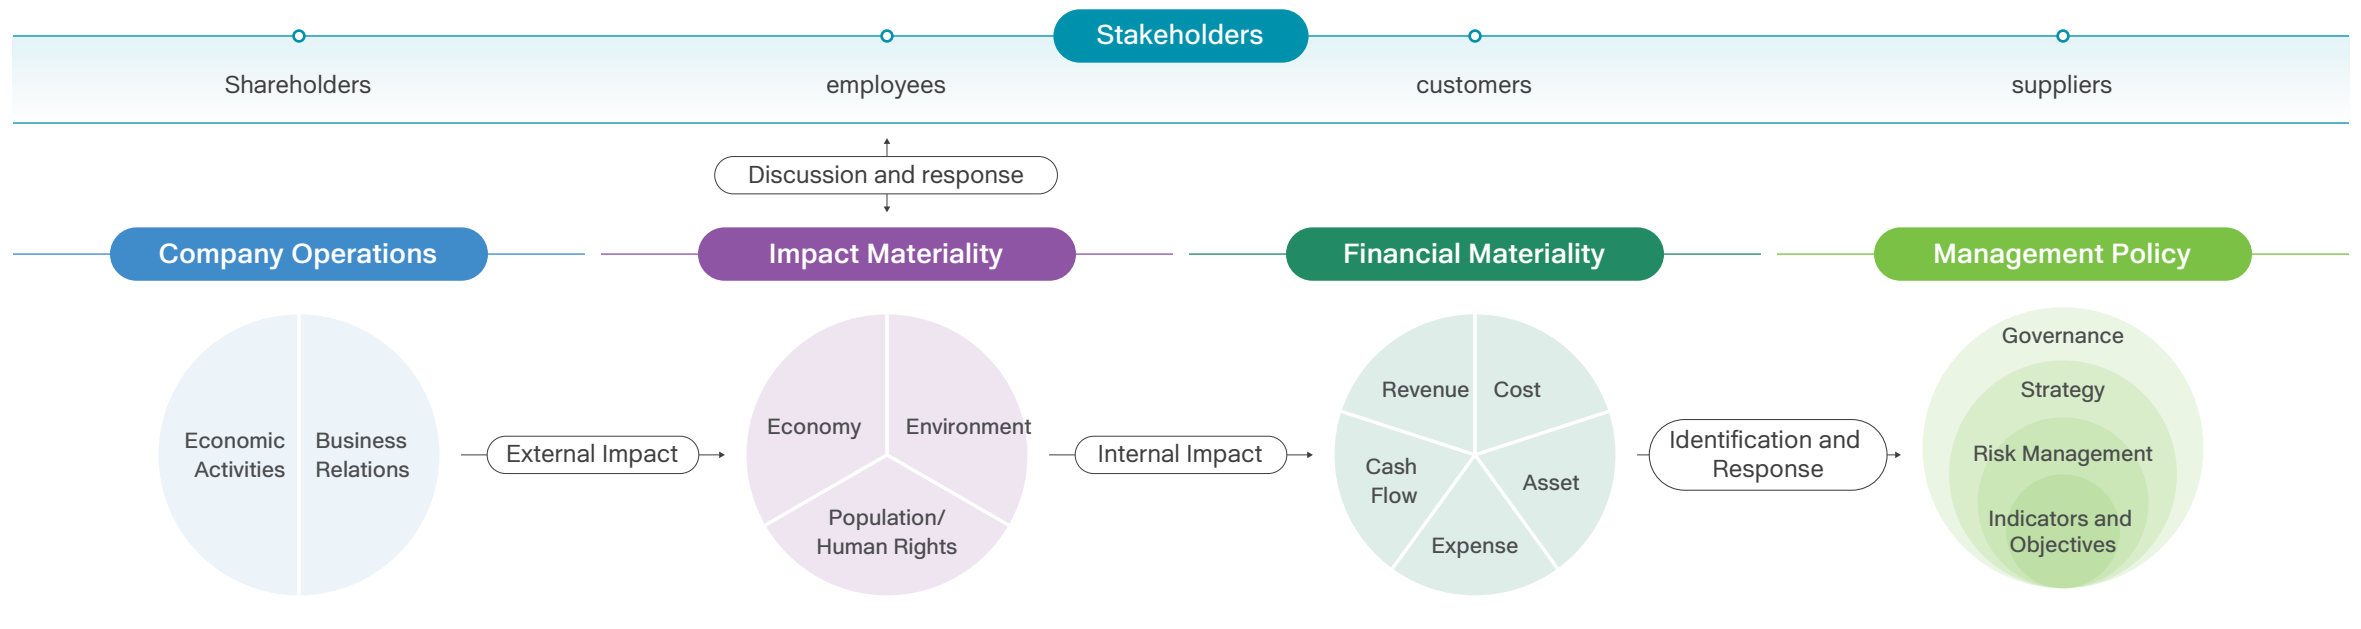 Stakeholders
Shareholders
employees
customers
suppliers
Discussion and response
Company Operations
Impact Materiality
Financial Materiality
Management Policy
Economic
Activities
Business
Relations
External Impact
Economy
Environment
Population/
Human Rights
Internal Impact
Revenue
Cost
Cash
Flow
Asset
Expense
Identification and
Response
Governance
Strategy
Risk Management
Indicators and
Objectives